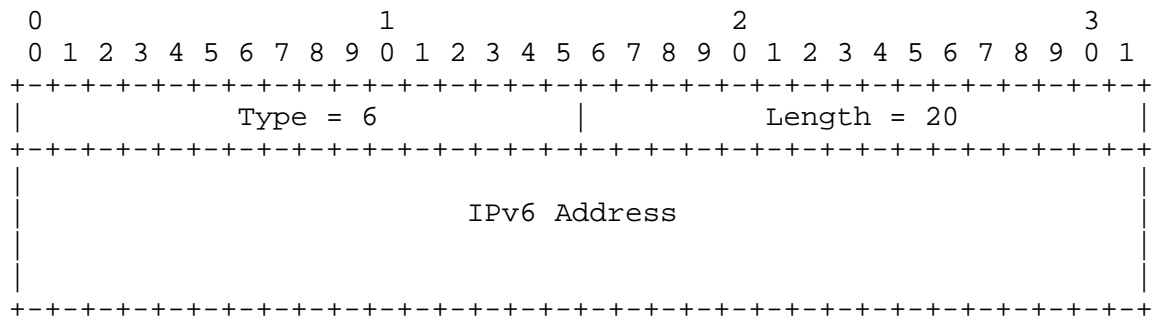 0                   1                   2                   3
 0 1 2 3 4 5 6 7 8 9 0 1 2 3 4 5 6 7 8 9 0 1 2 3 4 5 6 7 8 9 0 1
+-+-+-+-+-+-+-+-+-+-+-+-+-+-+-+-+-+-+-+-+-+-+-+-+-+-+-+-+-+-+-+-+
|            Type = 6           |          Length = 20          |
+-+-+-+-+-+-+-+-+-+-+-+-+-+-+-+-+-+-+-+-+-+-+-+-+-+-+-+-+-+-+-+-+
|                                                               |
|                         IPv6 Address                          |
|                                                               |
|                                                               |
+-+-+-+-+-+-+-+-+-+-+-+-+-+-+-+-+-+-+-+-+-+-+-+-+-+-+-+-+-+-+-+-+